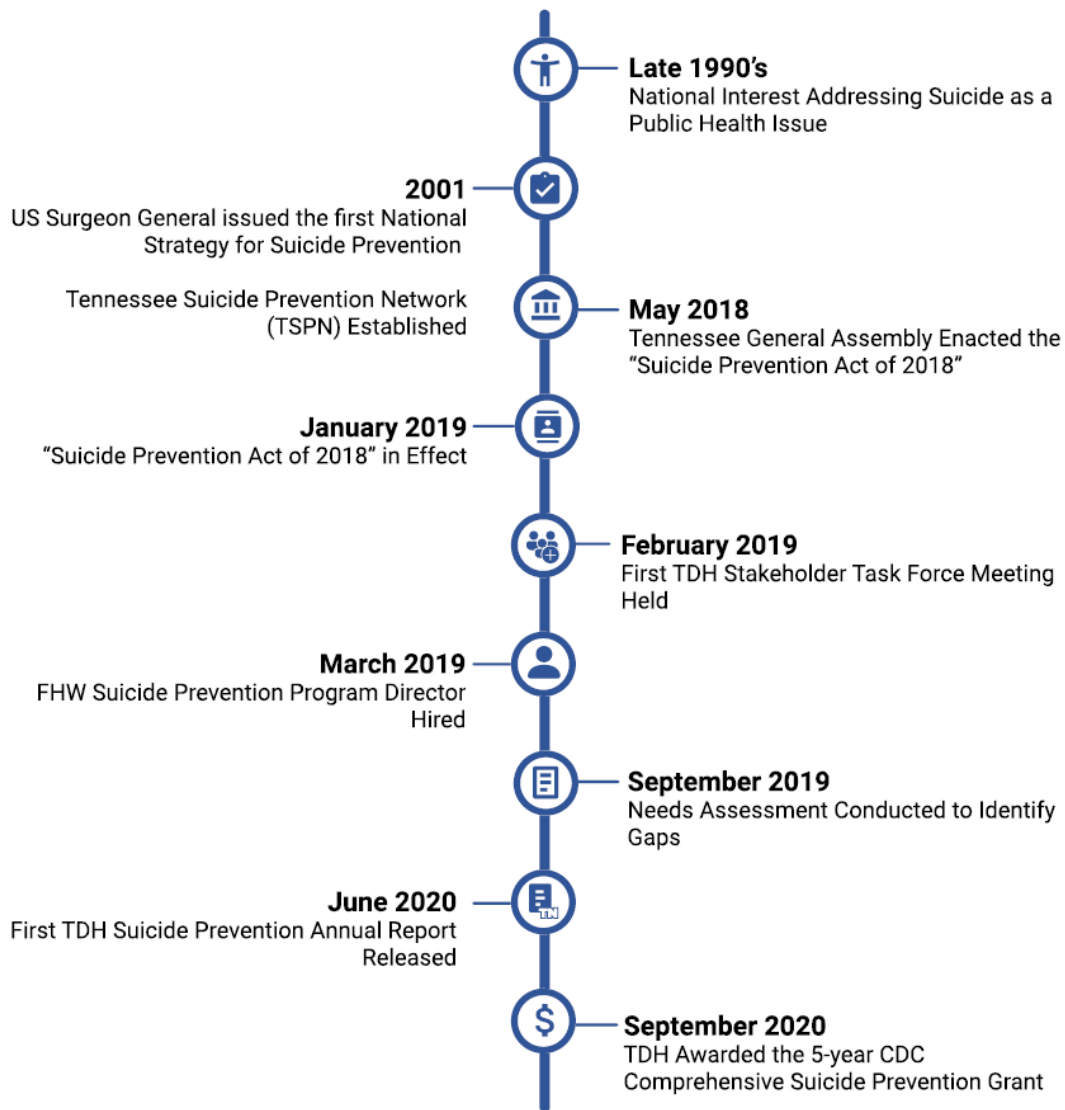 Late 1990’s
National Interest Addressing Suicide as a
Public Health Issue
2001
US Surgeon General issued the first National
Strategy for Suicide Prevention
Tennessee Suicide Prevention Network
(TSPN) Established
May 2018
Tennessee General Assembly Enacted the
“Suicide Prevention Act of 2018”
January 2019
“Suicide Prevention Act of 2018” in Effect
February 2019
First TDH Stakeholder Task Force Meeting
Held
March 2019
FHW Suicide Prevention Program Director
Hired
September 2019
Needs Assessment Conducted to Identify
Gaps
June 2020
First TDH Suicide Prevention Annual Report
Released
TN
$
September 2020
TDH Awarded the 5-year CDC
Comprehensive Suicide Prevention Grant